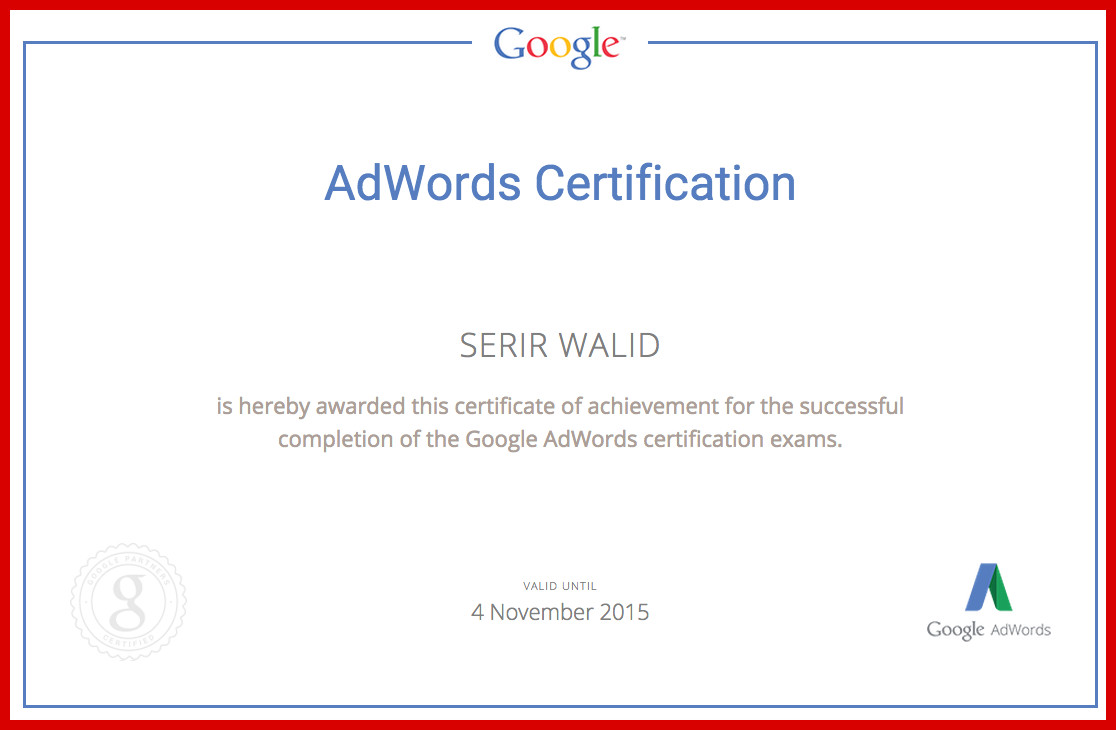 Google™
AdWords Certification
SERIR WALID
is hereby awarded this certificate of achievement for the successful
completion of the Google AdWords certification exams.
GOOGLE PARTNERS
g
CERTIFIED
VALID UNTIL
4 November 2015
Google AdWords